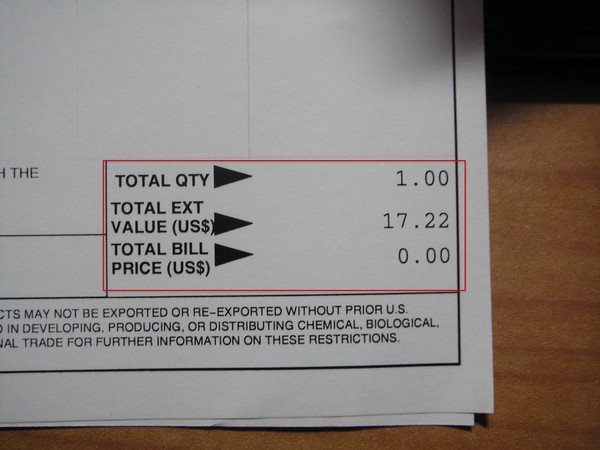 H THE
TOTAL QTY 1.00
TOTAL EXT
VALUE (US$) 17.22
TOTAL BILL 0.00
PRICE (US$)
CTS MAY NOT BE EXPORTED OR RE-EXPORTED WITHOUT PRIOR U.S.
D IN DEVELOPING, PRODUCING, OR DISTRIBUTING CHEMICAL, BIOLOGICAL,
NAL TRADE FOR FURTHER INFORMATION ON THESE RESTRICTIONS.